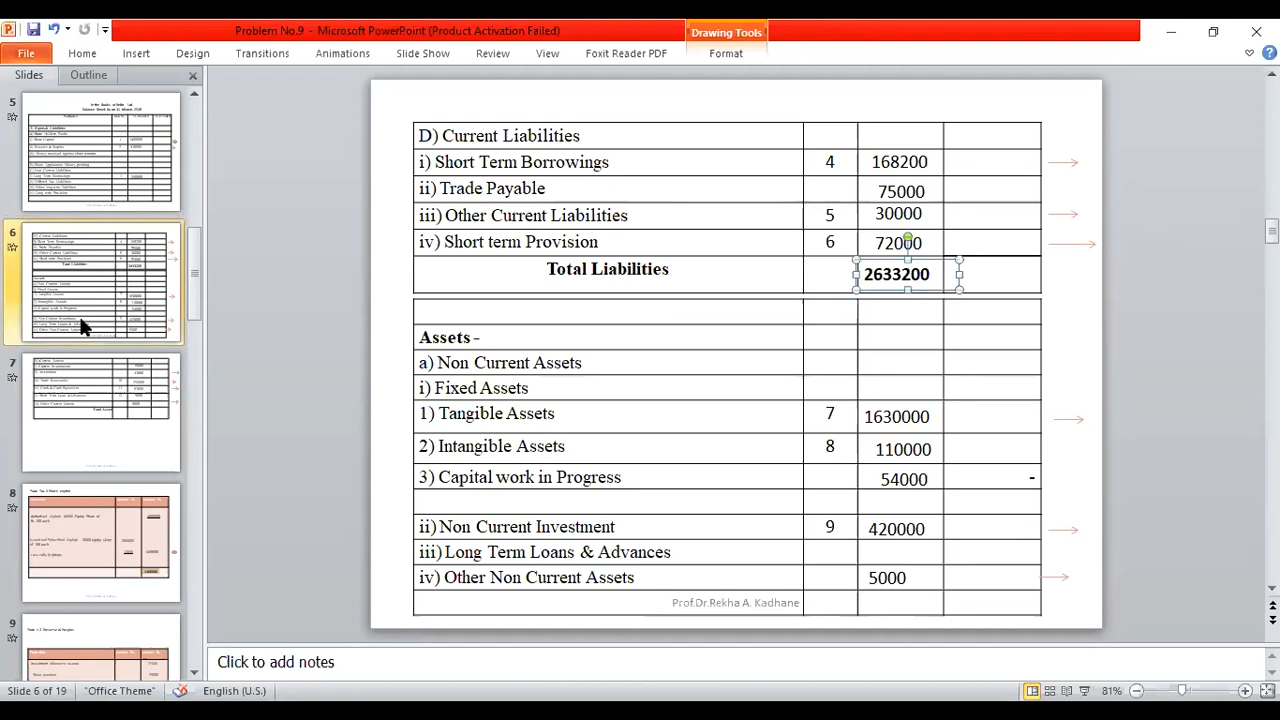 Problem No.9 - Microsoft PowerPoint (Product Activation Failed)
Drawing Tools
File Home Insert Design Transitions Animations Slide Show Review View Foxit Reader PDF Format
Slides Outline
5
6
7
8
9
D) Current Liabilities
i) Short Term Borrowings 4 168200
ii) Trade Payable 75000
iii) Other Current Liabilities 5 30000
iv) Short term Provision 6 72000
Total Liabilities 2633200
Assets -
a) Non Current Assets
i) Fixed Assets
1) Tangible Assets 7 1630000
2) Intangible Assets 8 110000
3) Capital work in Progress 54000 -
ii) Non Current Investment 9 420000
iii) Long Term Loans & Advances
iv) Other Non Current Assets 5000
Prof.Dr.Rekha A. Kadhane
Click to add notes
Slide 6 of 19 "Office Theme" English (U.S.) 81%